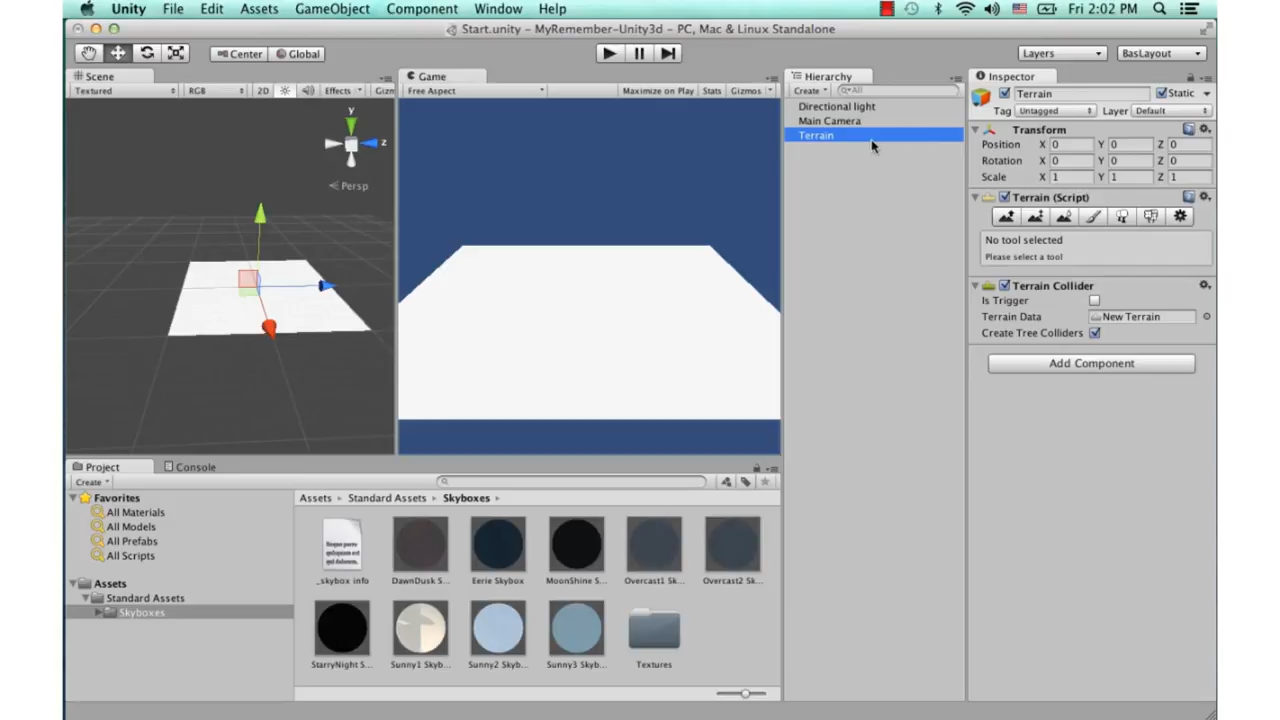 Unity File Edit Assets GameObject Component Window Help Fri 2:02 PM
Start.unity - MyRemember-Unity3d - PC, Mac & Linux Standalone
Center Global Layers BasLayout
Scene
Textured RGB 2D Effects Gizn
y
z
Persp
Game
Free Aspect Maximize on Play Stats Gizmos
Hierarchy
Create All
Directional light
Main Camera
Terrain
Inspector
Terrain Static
Tag Untagged Layer Default
Transform
Position X 0 Y 0 Z 0
Rotation X 0 Y 0 Z 0
Scale X 1 Y 1 Z 1
Terrain (Script)
No tool selected
Please select a tool
Terrain Collider
Is Trigger
Terrain Data New Terrain
Create Tree Colliders
Add Component
Project Console
Create
Favorites
All Materials
All Models
All Prefabs
All Scripts
Assets
Standard Assets
Skyboxes
Assets Standard Assets Skyboxes
_skybox info DawnDusk S... Eerie Skybox MoonShine S... Overcast1 Sk... Overcast2 Sk...
StarryNight S... Sunny1 Skyb... Sunny2 Skyb... Sunny3 Skyb... Textures